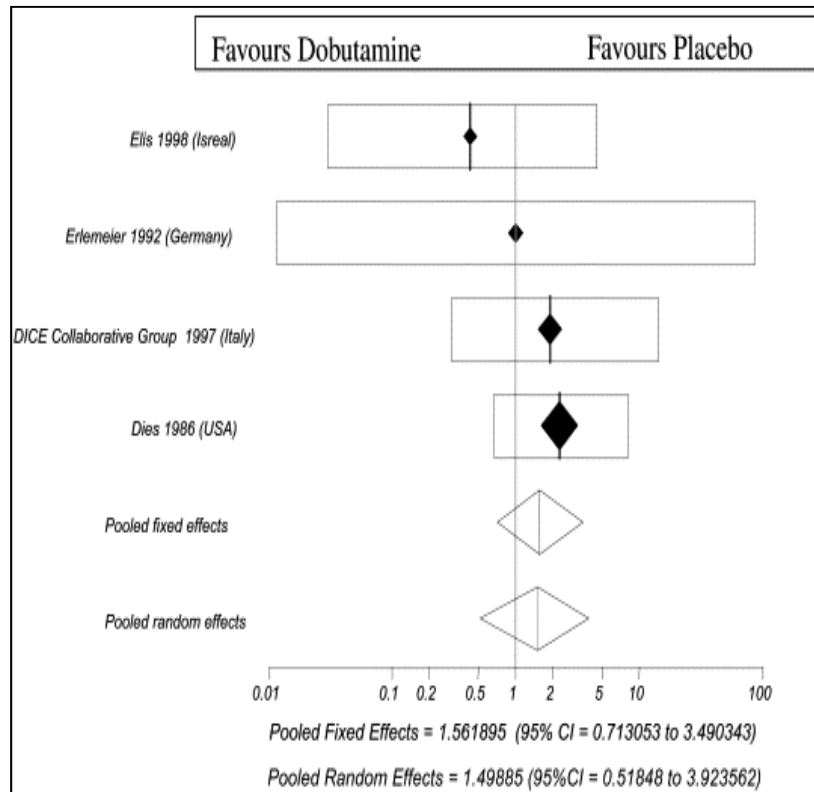 Favours Dobutamine Favours Placebo
Elis 1998 (Isreal)
Erlemeier 1992 (Germany)
DICE Collaborative Group 1997 (Italy)
Dies 1986 (USA)
Pooled fixed effects
Pooled random effects
0.01 0.1 0.2 0.5 1 2 5 10 100
Pooled Fixed Effects = 1.561895 (95% CI = 0.713053 to 3.490343)
Pooled Random Effects = 1.49885 (95%CI = 0.51848 to 3.923562)